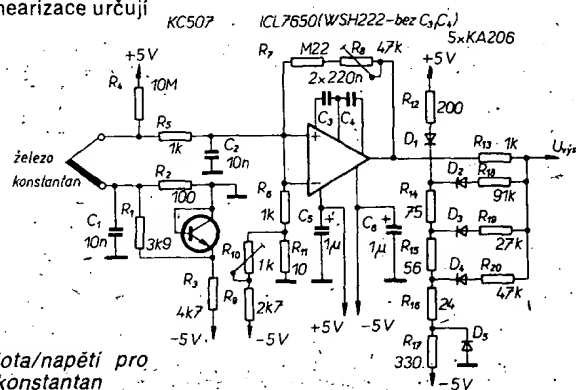 nearizace určují
KC507
ICL7650 (WSH222-bez C3, C4)
5xKA206
+5V
R4
10M
R7
M22
R8
47k
2x220n
C3
C4
+5V
R12
200
D1
R13
1k
Uvýst
R5
1k
C2
10n
D2
R18
91k
železo
konstantan
R2
100
R14
75
D3
R19
27k
C1
10n
R1
3k9
R6
1k
C5
1µ
C6
1µ
R15
56
D4
R20
47k
R10
1k
R11
10
R16
24
R3
4k7
R9
2k7
R17
330
D5
-5V
-5V
+5V
-5V
-5V
lota/napětí pro
konstantan